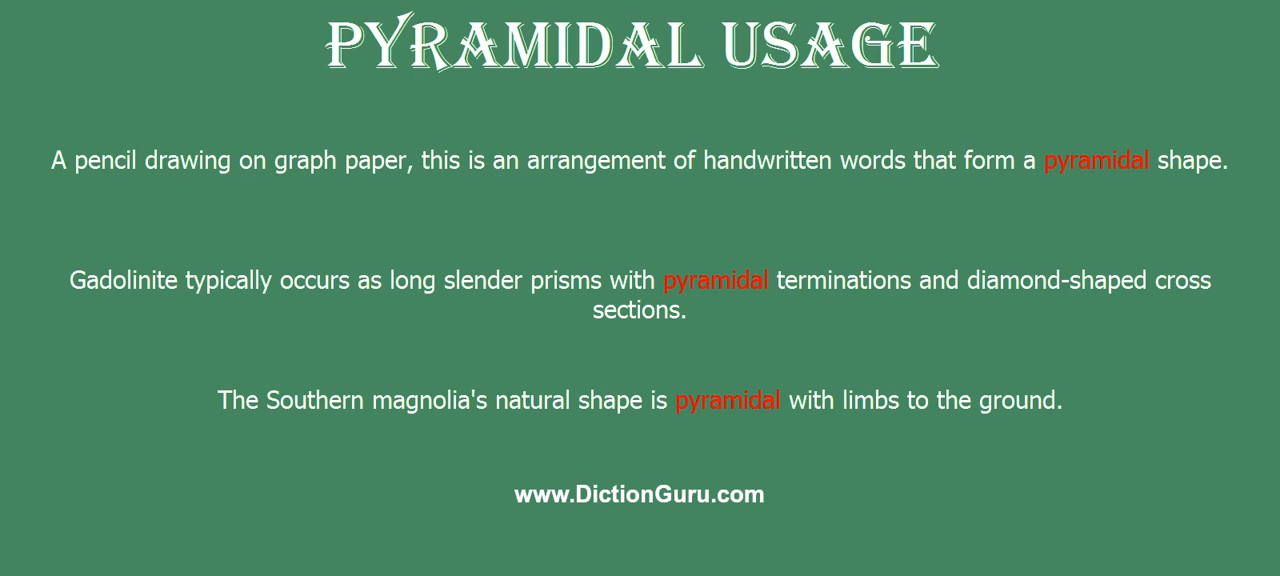 PYRAMIDAL USAGE
A pencil drawing on graph paper, this is an arrangement of handwritten words that form a pyramidal shape.
Gadolinite typically occurs as long slender prisms with pyramidal terminations and diamond-shaped cross
sections.
The Southern magnolia's natural shape is pyramidal with limbs to the ground.
www.DictionGuru.com